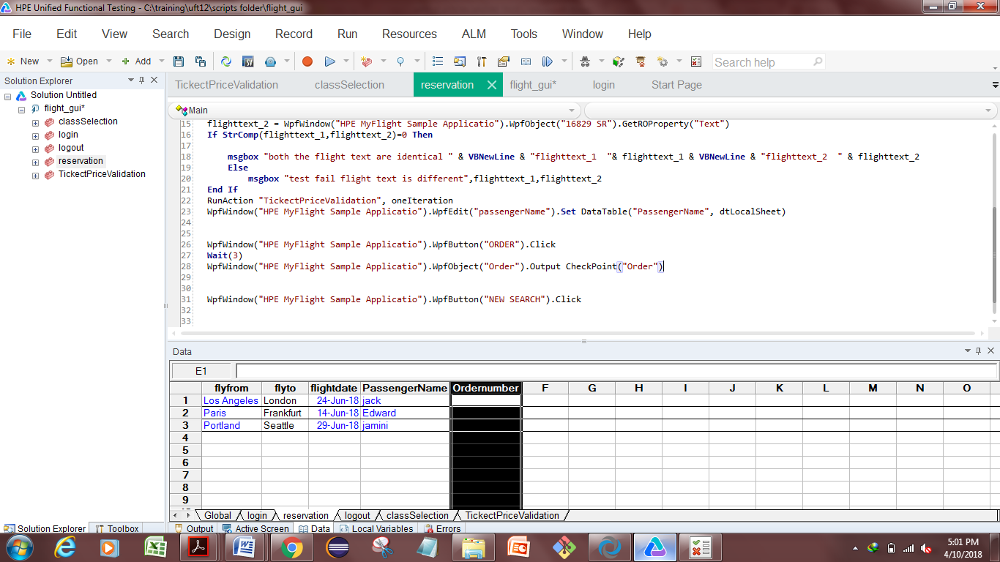 HPE Unified Functional Testing - C:\training\uft12\scripts folder\flight_gui
File Edit View Search Design Record Run Resources ALM Tools Window Help
New Open Add Search help
Solution Explorer
Solution Untitled
flight_gui*
classSelection
login
logout
reservation
TickectPriceValidation
TickectPriceValidation classSelection reservation flight_gui* login Start Page
Main
15 flighttext_2 = WpfWindow("HPE MyFlight Sample Applicatio").WpfObject("16829 SR").GetROProperty("Text")
16 If StrComp(flighttext_1,flighttext_2)=0 Then
17
18 msgbox "both the flight text are identical " & VBNewLine & "flighttext_1  "& flighttext_1 & VBNewLine & "flighttext_2  " & flighttext_2
19 Else
20 msgbox "test fail flight text is different",flighttext_1,flighttext_2
21 End If
22 RunAction "TickectPriceValidation", oneIteration
23 WpfWindow("HPE MyFlight Sample Applicatio").WpfEdit("passengerName").Set DataTable("PassengerName", dtLocalSheet)
24
25
26 WpfWindow("HPE MyFlight Sample Applicatio").WpfButton("ORDER").Click
27 Wait(3)
28 WpfWindow("HPE MyFlight Sample Applicatio").WpfObject("Order").Output CheckPoint("Order")
29
30
31 WpfWindow("HPE MyFlight Sample Applicatio").WpfButton("NEW SEARCH").Click
32
33
Data
E1
flyfrom flyto flightdate PassengerName Ordernumber F G H I J K L M N O
1 Los Angeles London 24-Jun-18 jack
2 Paris Frankfurt 14-Jun-18 Edward
3 Portland Seattle 29-Jun-18 jamini
4
5
6
7
8
9
Global login reservation logout classSelection TickectPriceValidation
Solution Explorer Toolbox Output Active Screen Data Local Variables Errors
5:01 PM
4/10/2018